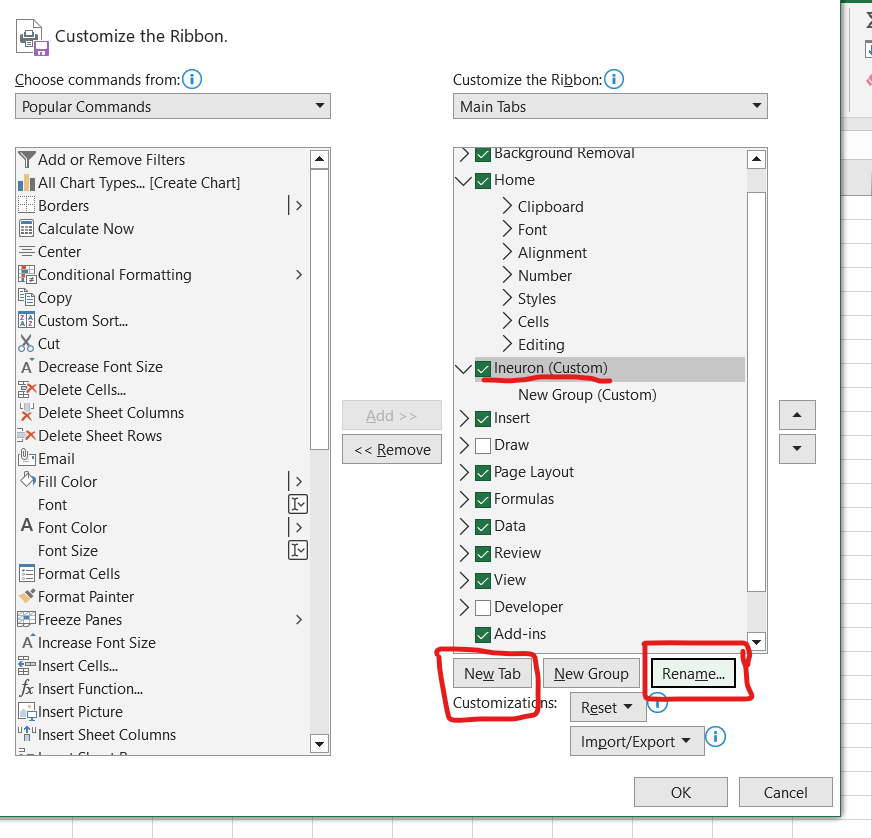 Customize the Ribbon.
Choose commands from:
Popular Commands
Add or Remove Filters
All Chart Types... [Create Chart]
Borders
Calculate Now
Center
Conditional Formatting
Copy
Custom Sort...
Cut
Decrease Font Size
Delete Cells...
Delete Sheet Columns
Delete Sheet Rows
Email
Fill Color
Font
Font Color
Font Size
Format Cells
Format Painter
Freeze Panes
Increase Font Size
Insert Cells...
Insert Function...
Insert Picture
Insert Sheet Columns
Add >>
<< Remove
Customize the Ribbon:
Main Tabs
Background Removal
Home
Clipboard
Font
Alignment
Number
Styles
Cells
Editing
Ineuron (Custom)
New Group (Custom)
Insert
Draw
Page Layout
Formulas
Data
Review
View
Developer
Add-ins
New Tab New Group Rename...
Customizations: Reset
Import/Export
OK Cancel